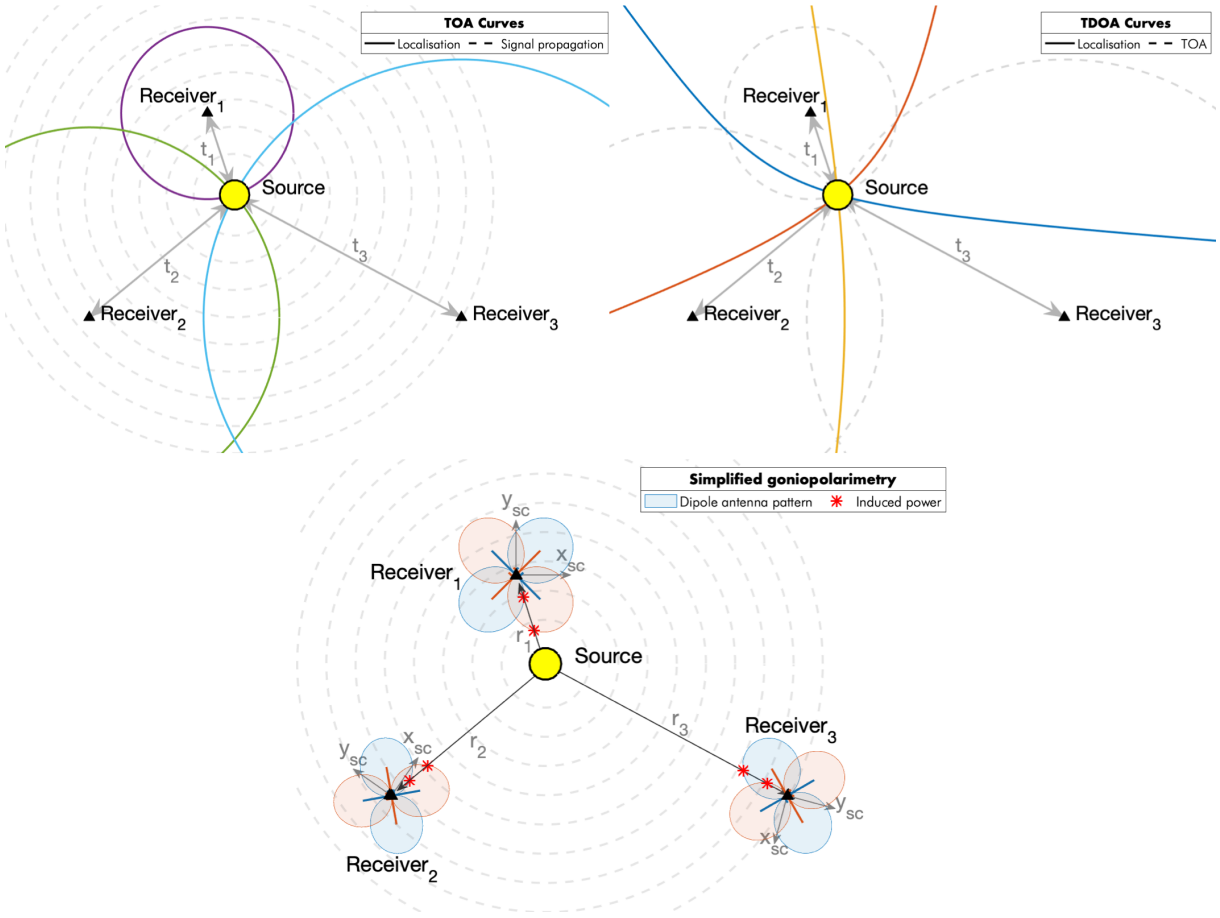 TOA Curves
Localisation Signal propagation
Receiver1
t1
Source
t2
t3
Receiver2
Receiver3
TDOA Curves
Localisation TOA
Receiver1
t1
Source
t2
t3
Receiver2
Receiver3
Simplified goniopolarimetry
Dipole antenna pattern Induced power
ySC
xSC
Receiver1
r1
Source
r2
r3
Receiver3
ySC
xSC
Receiver2
ySC
xSC